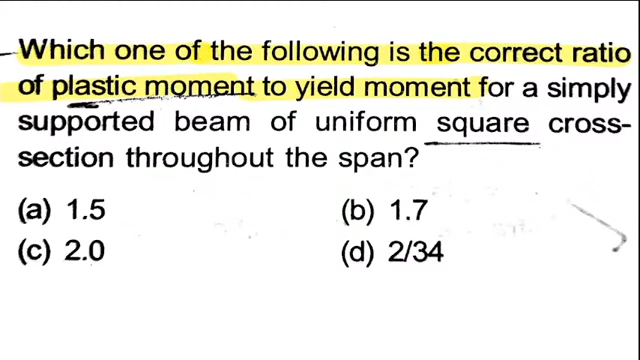 Which one of the following is the correct ratio
of plastic moment to yield moment for a simply
supported beam of uniform square cross-
section throughout the span?
(a) 1.5
(b) 1.7
(c) 2.0
(d) 2/34